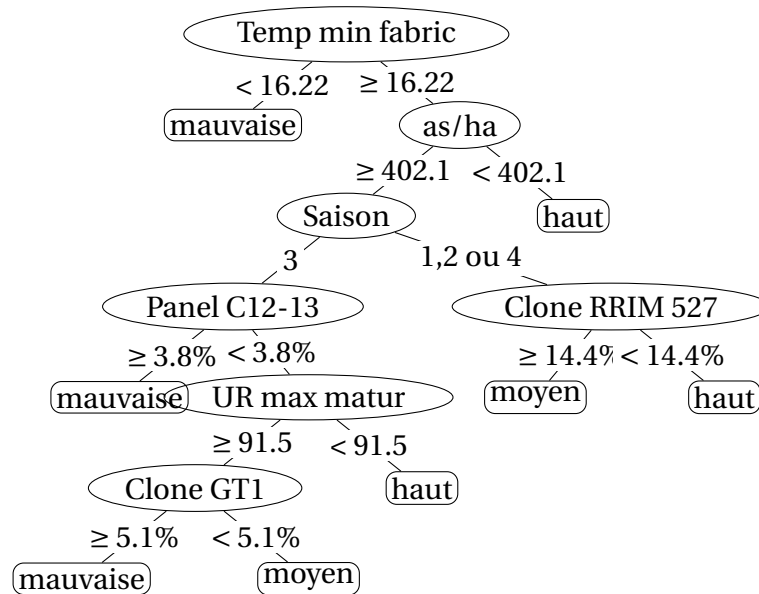 Temp min fabric
< 16.22 ≥ 16.22
mauvaise as/ha
≥ 402.1 < 402.1
Saison haut
3 1,2 ou 4
Panel C12-13 Clone RRIM 527
≥ 3.8% < 3.8% ≥ 14.4% < 14.4%
mauvaise UR max matur moyen haut
≥ 91.5 < 91.5
Clone GT1 haut
≥ 5.1% < 5.1%
mauvaise moyen